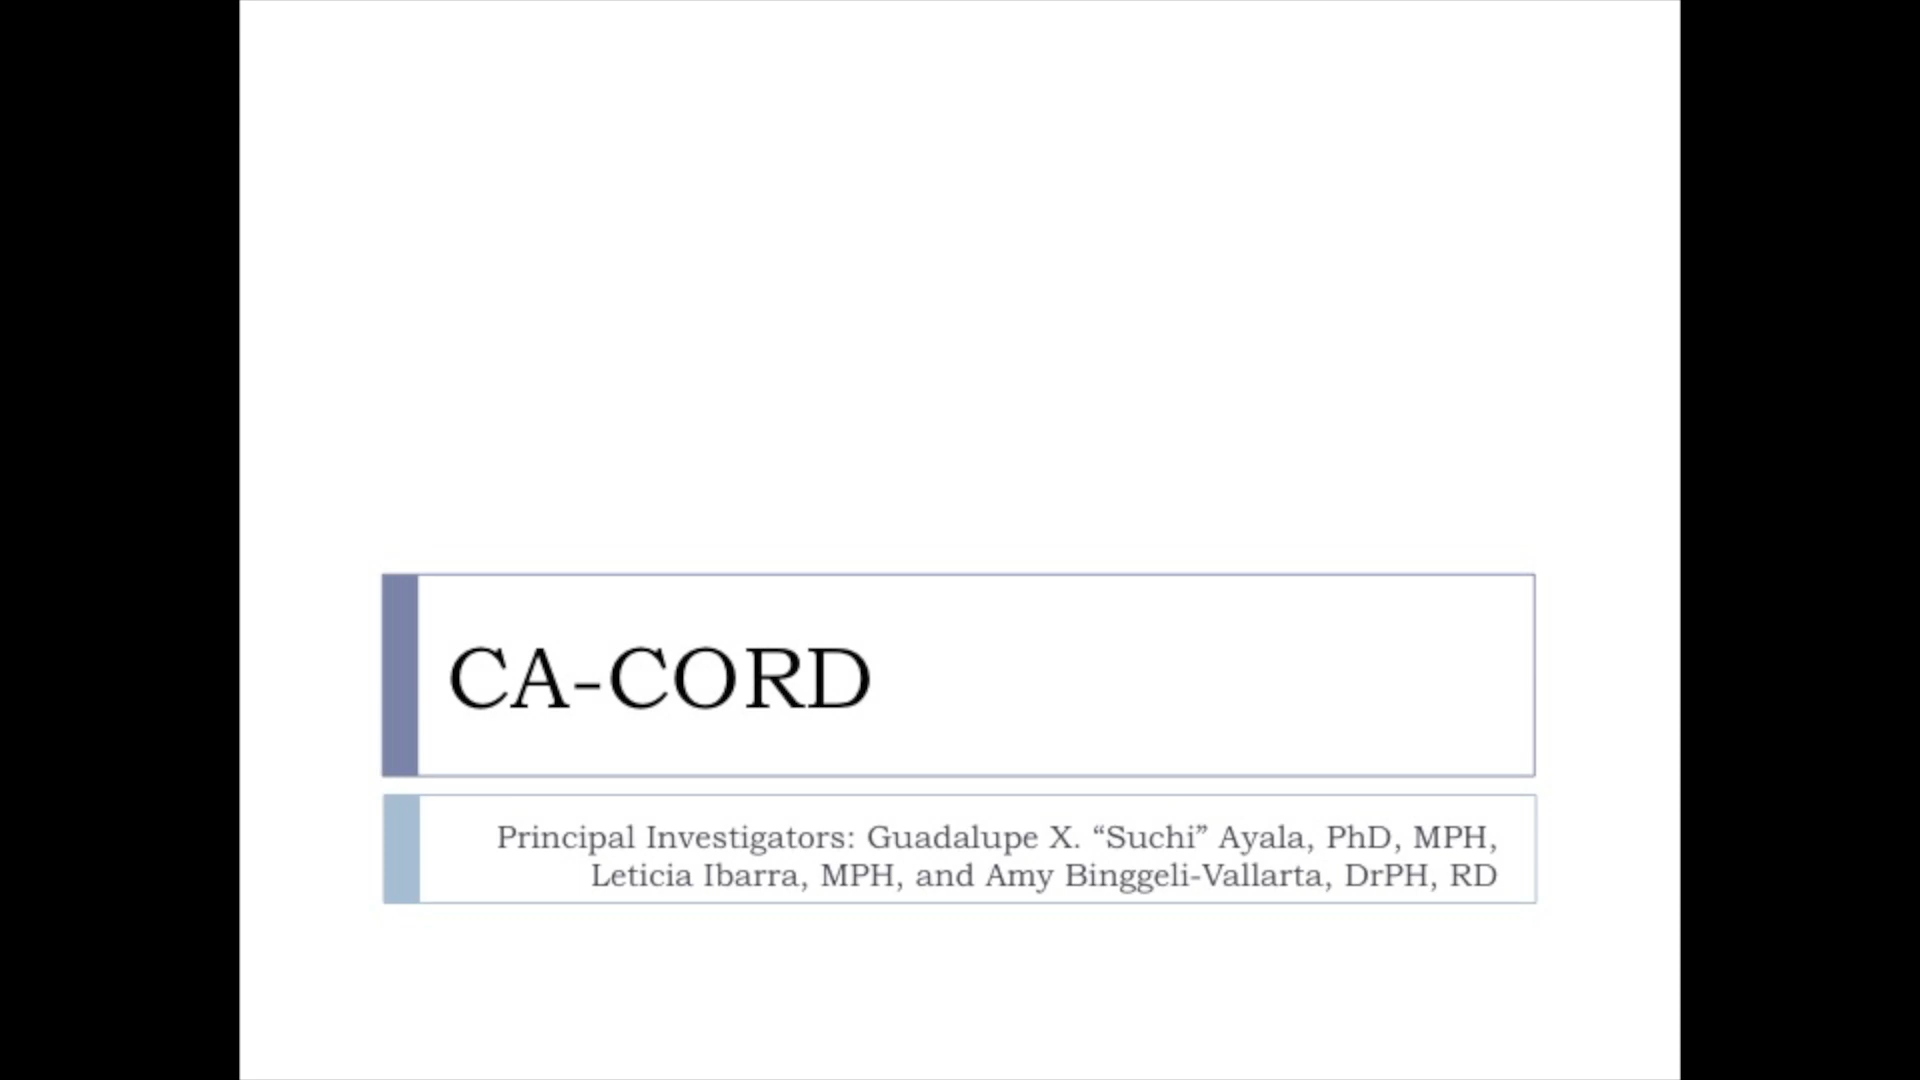 CA-CORD
Principal Investigators: Guadalupe X. “Suchi” Ayala, PhD, MPH,
Leticia Ibarra, MPH, and Amy Binggeli-Vallarta, DrPH, RD